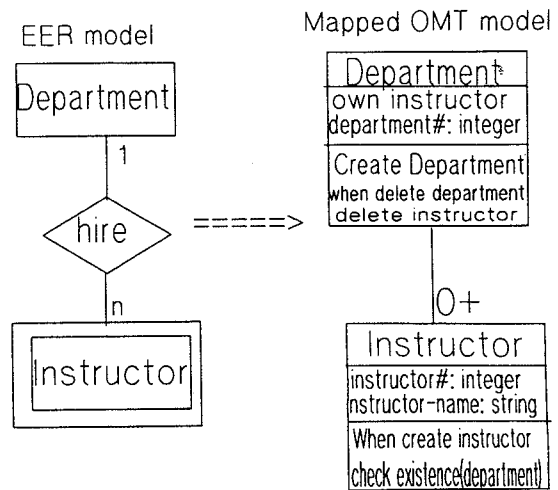 EER model
Department
1
hire
n
Instructor
=====>
Mapped OMT model
Department
own instructor
department#: integer
Create Department
when delete department
delete instructor
0+
Instructor
instructor#: integer
nstructor-name: string
When create instructor
check existence(department)